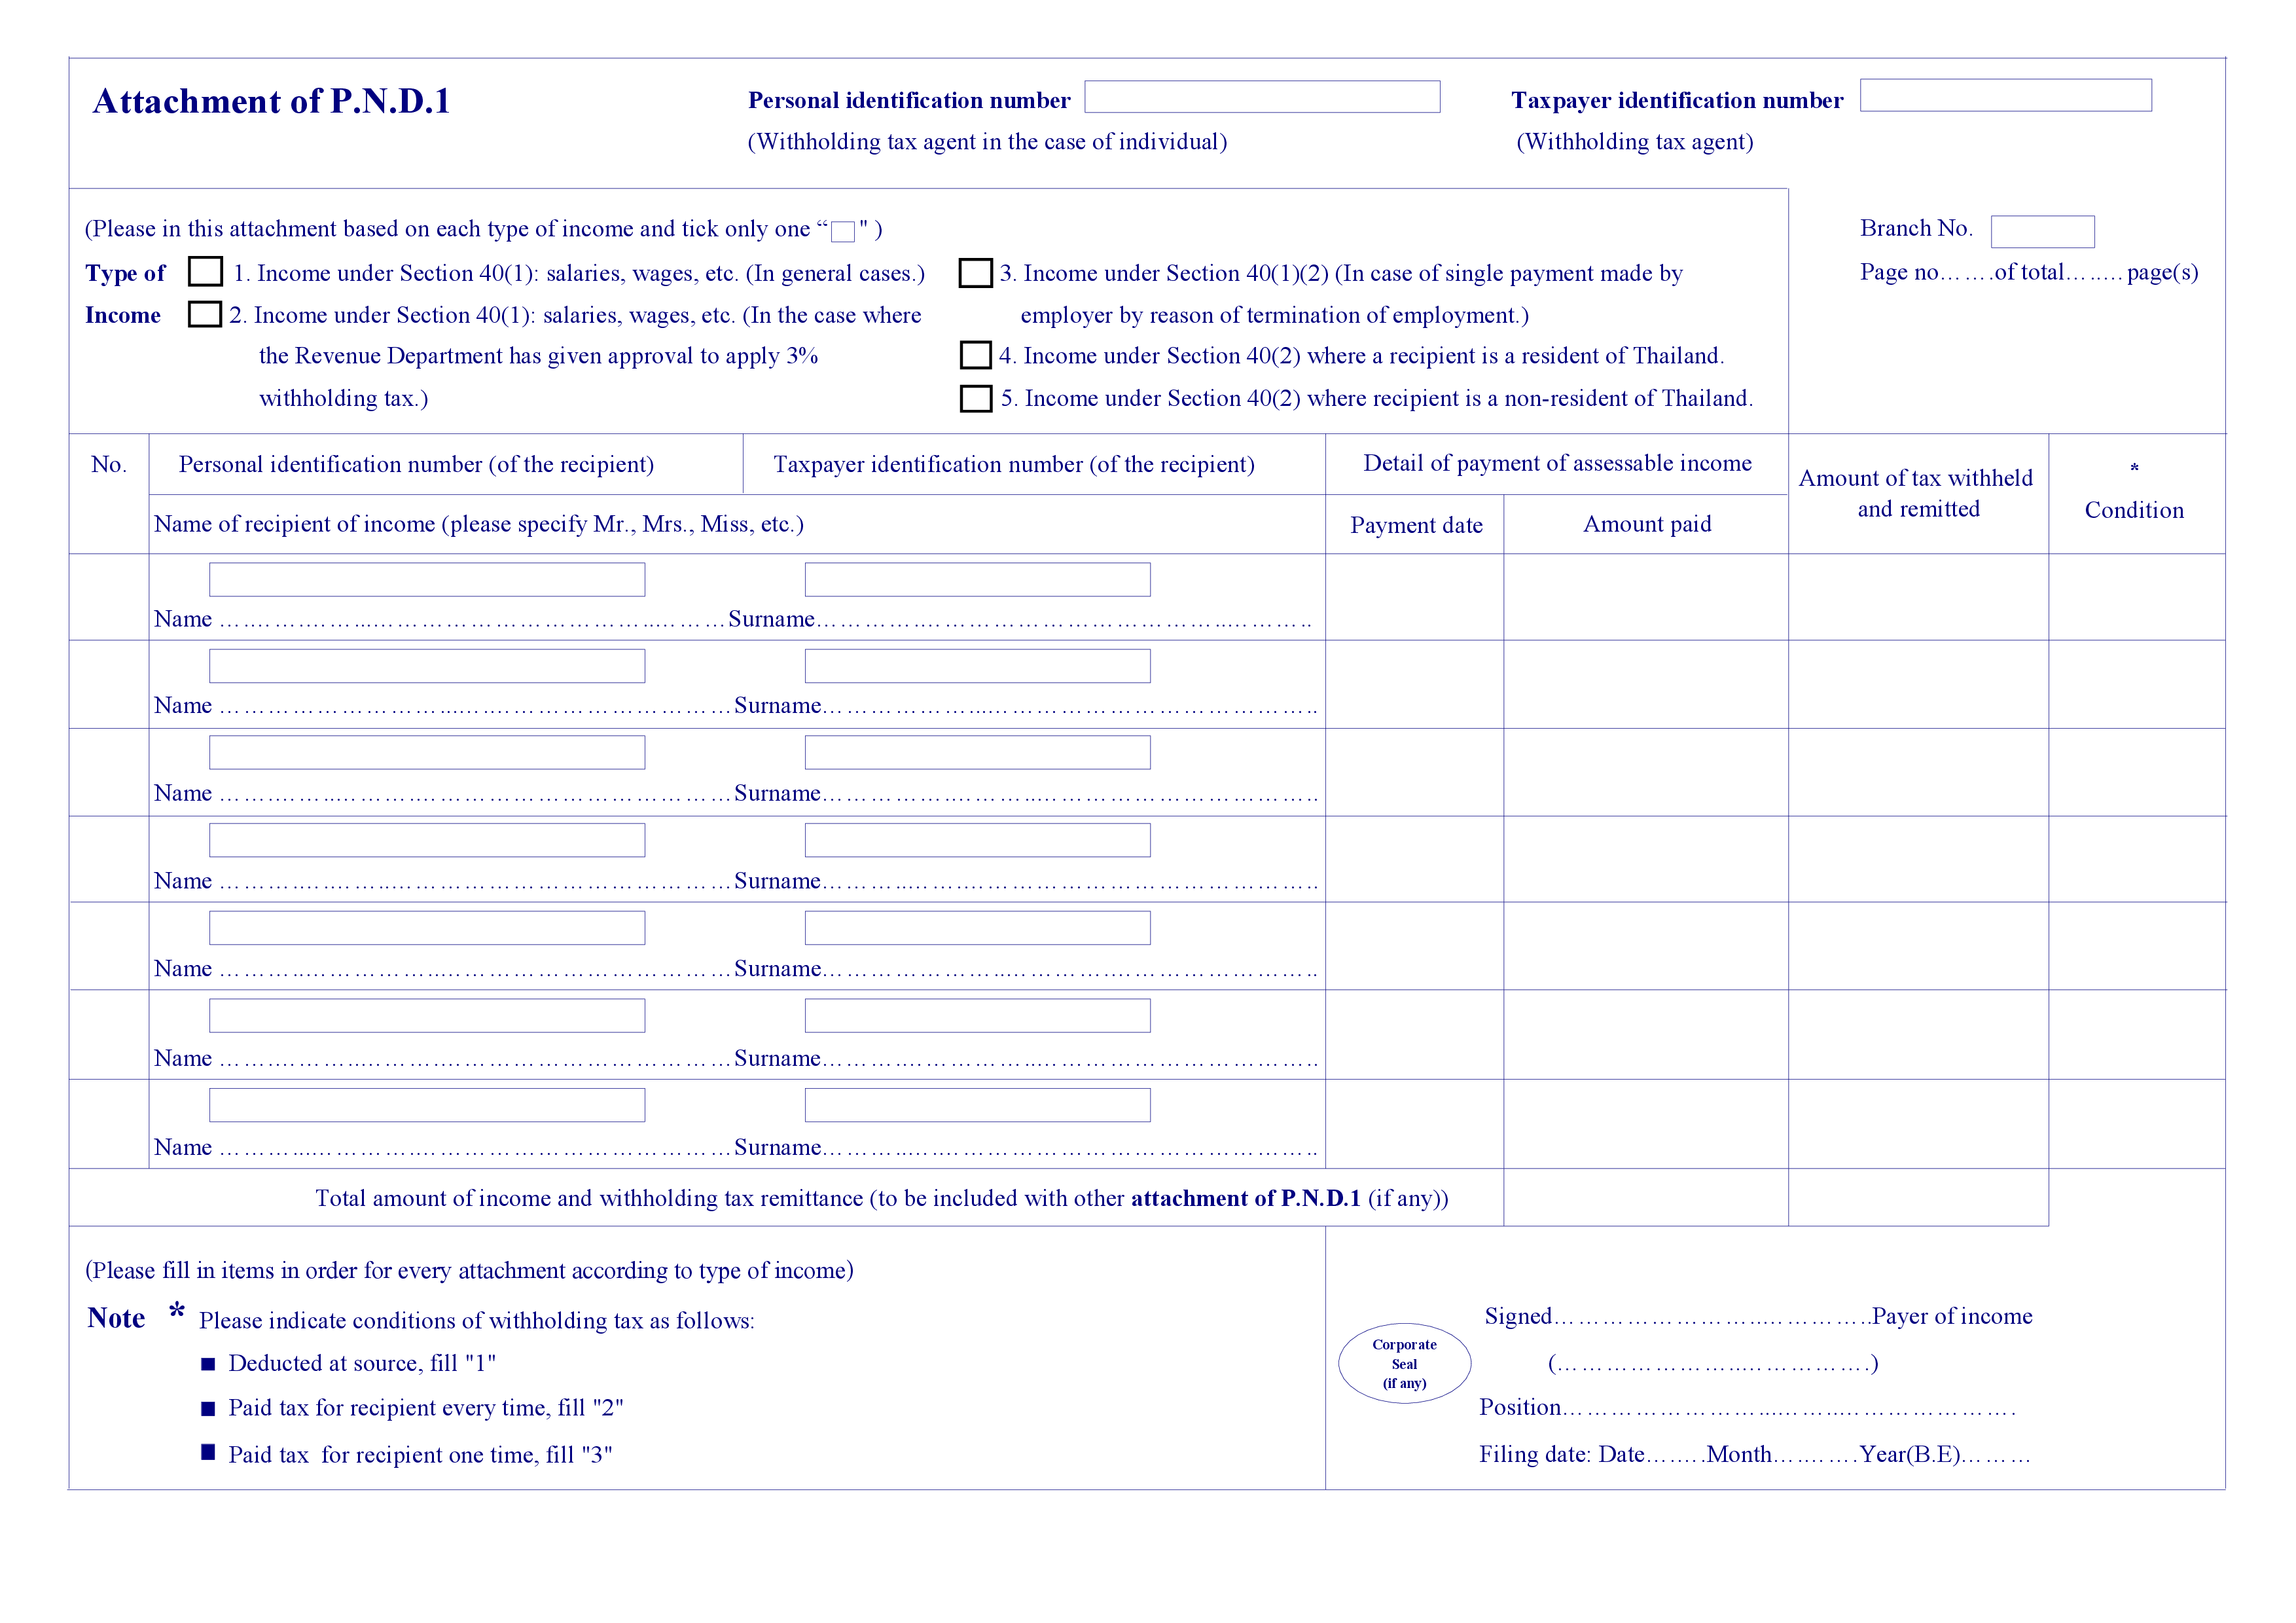 Attachment of P.N.D.1
Personal identification number
Taxpayer identification number
(Withholding tax agent in the case of individual)
(Withholding tax agent)
(Please in this attachment based on each type of income and tick only one “ " )
Branch No.
Type of 1. Income under Section 40(1): salaries, wages, etc. (In general cases.)
Income 2. Income under Section 40(1): salaries, wages, etc. (In the case where
the Revenue Department has given approval to apply 3%
withholding tax.)
3. Income under Section 40(1)(2) (In case of single payment made by
employer by reason of termination of employment.)
4. Income under Section 40(2) where a recipient is a resident of Thailand.
5. Income under Section 40(2) where recipient is a non-resident of Thailand.
Page no…….of total……..page(s)
No.
Personal identification number (of the recipient)
Taxpayer identification number (of the recipient)
Detail of payment of assessable income
Amount of tax withheld
and remitted
*
Condition
Name of recipient of income (please specify Mr., Mrs., Miss, etc.)
Payment date
Amount paid
Name ………………………………………………………Surname………………………………………………………
Name ………………………………………………………Surname………………………………………………………
Name ………………………………………………………Surname………………………………………………………
Name ………………………………………………………Surname………………………………………………………
Name ………………………………………………………Surname………………………………………………………
Name ………………………………………………………Surname………………………………………………………
Name ………………………………………………………Surname………………………………………………………
Total amount of income and withholding tax remittance (to be included with other attachment of P.N.D.1 (if any))
(Please fill in items in order for every attachment according to type of income)
Note * Please indicate conditions of withholding tax as follows:
■ Deducted at source, fill "1"
■ Paid tax for recipient every time, fill "2"
■ Paid tax for recipient one time, fill "3"
Corporate
Seal
(if any)
Signed…………………………………Payer of income
(…………………………………)
Position………………………………………………
Filing date: Date…….Month……….Year(B.E)………